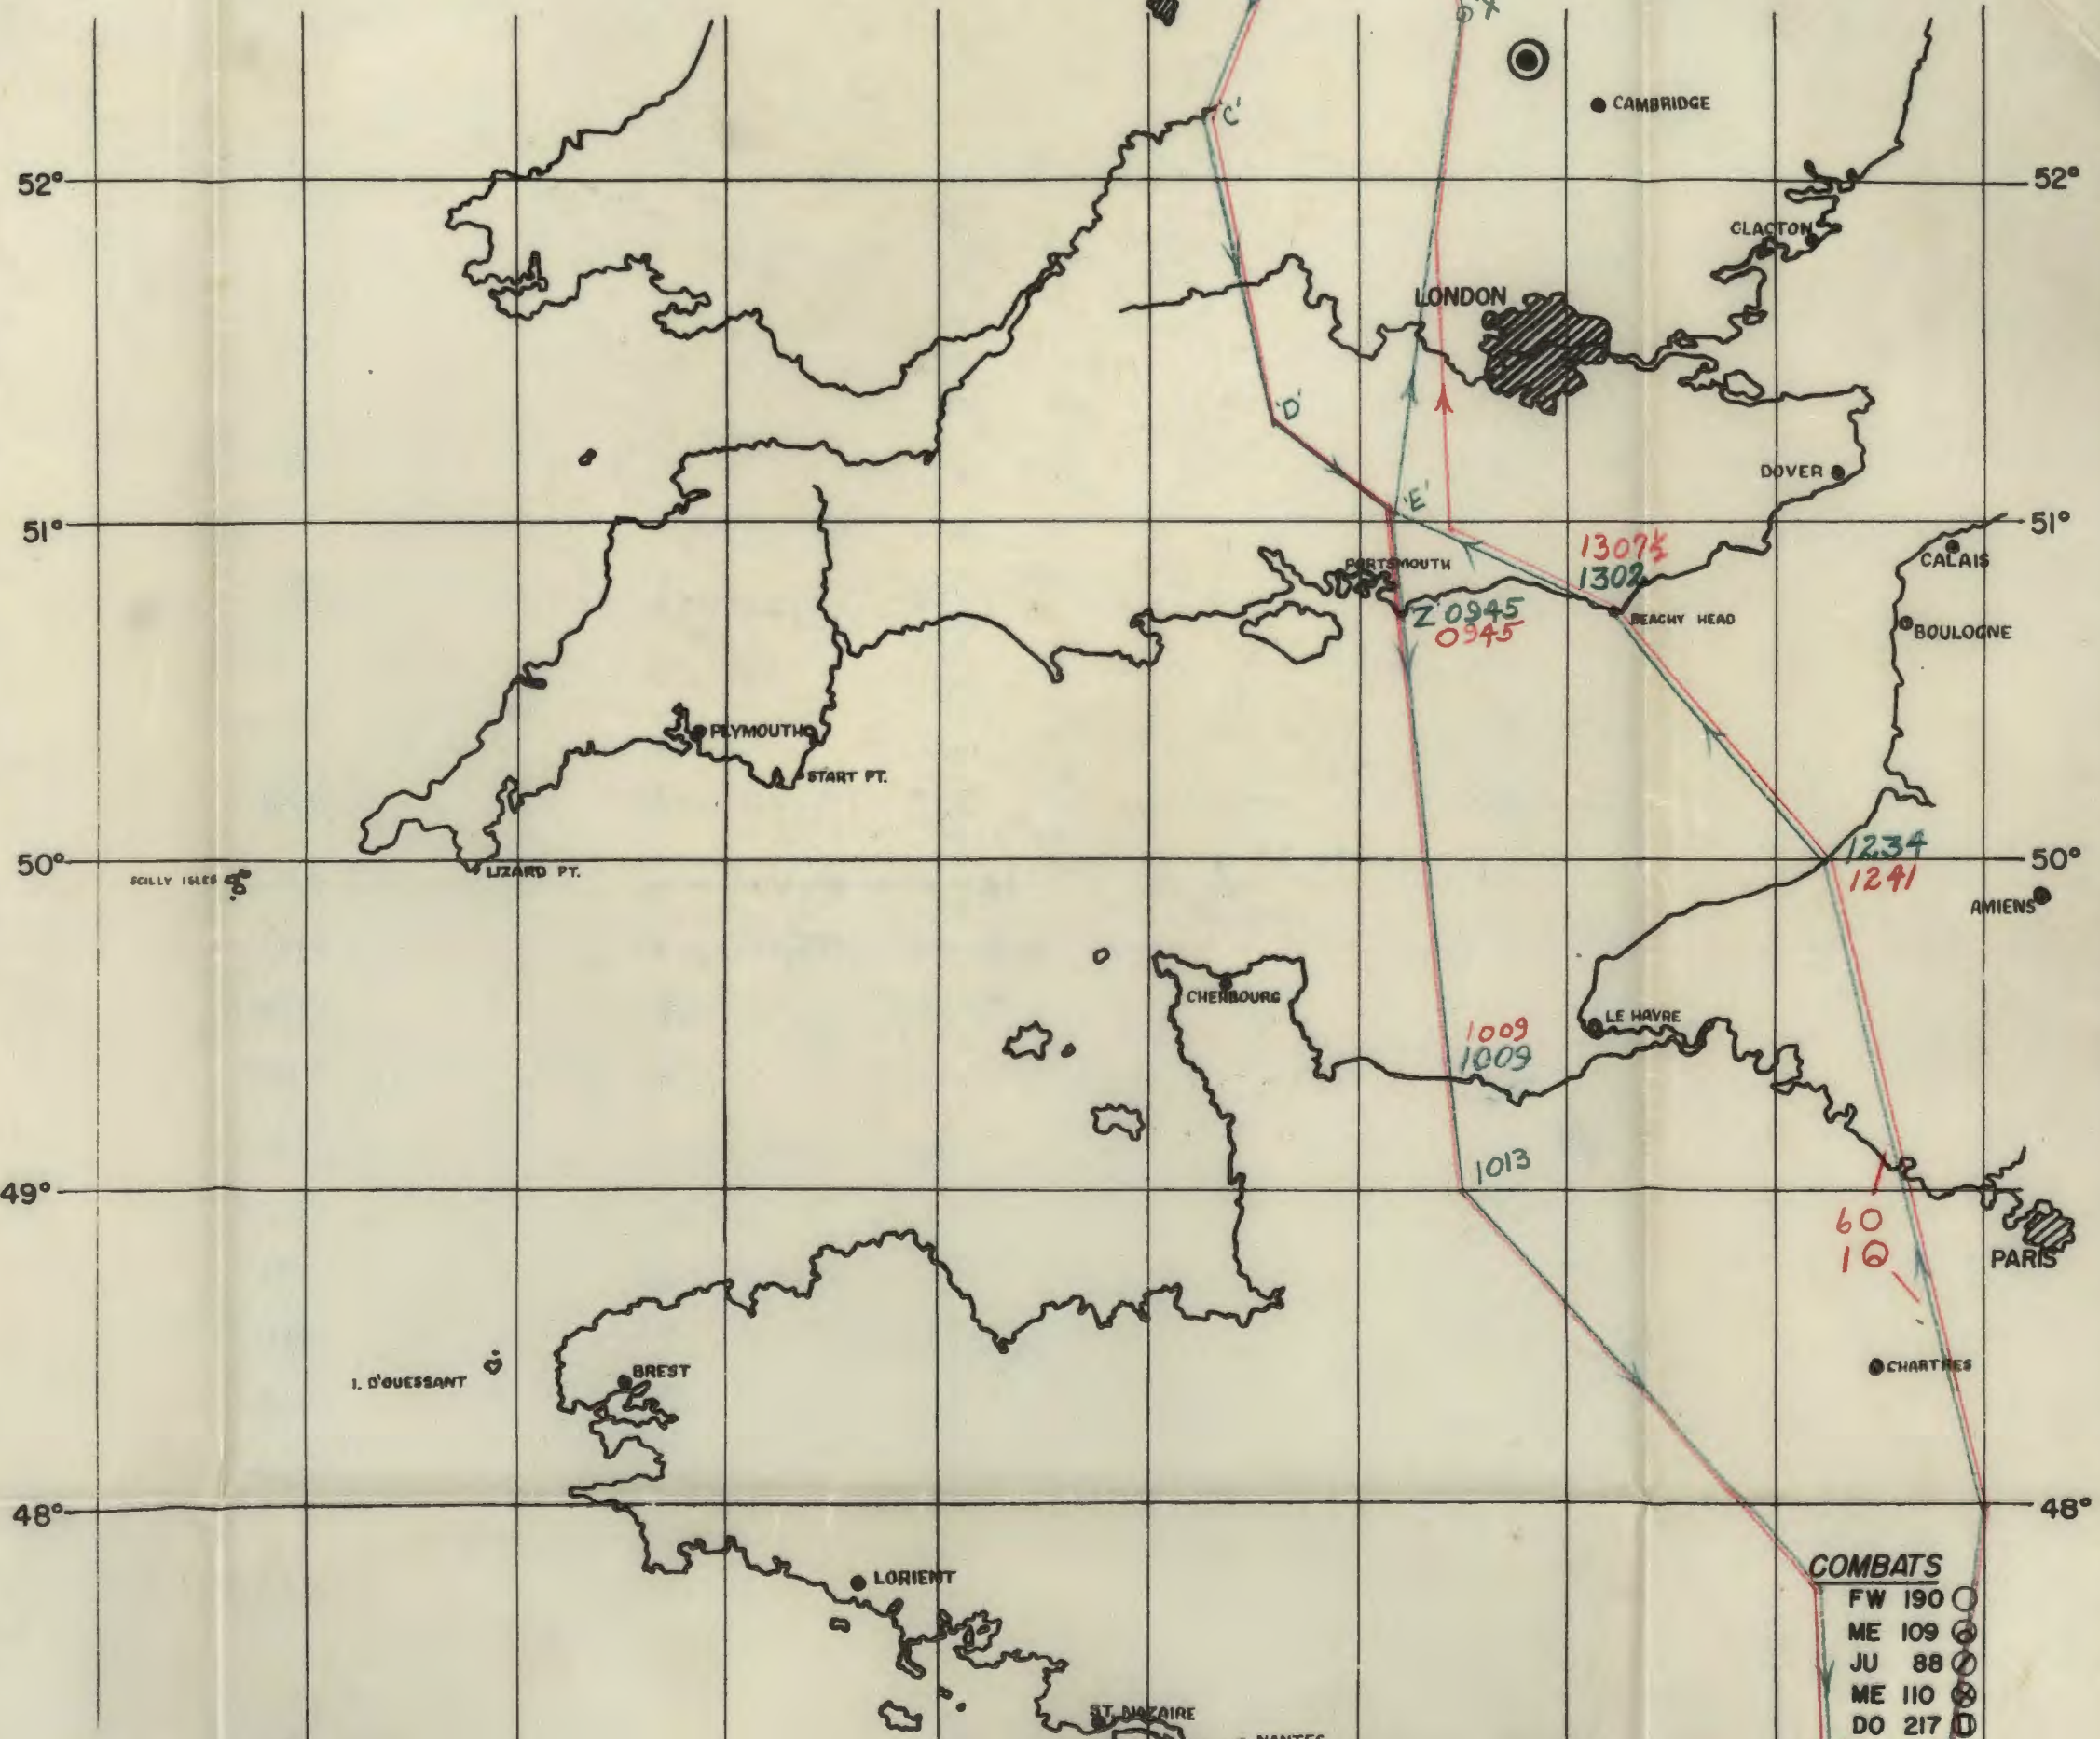 X
CAMBRIDGE
'C'
52°
52°
CLACTON
LONDON
'D'
DOVER
'E'
51°
51°
1307½
1302
CALAIS
PORTSMOUTH
Z 0945
0945
BEACHY HEAD
BOULOGNE
PLYMOUTH
START PT.
50°
50°
1234
1241
LIZARD PT.
SCILLY ISLES
AMIENS
CHERBOURG
LE HAVRE
1009
1009
1013
49°
60
1
PARIS
I. D'OUESSANT
BREST
CHARTRES
48°
48°
COMBATS
FW 190
ME 109
JU 88
ME 110
DO 217
LORIENT
ST. NAZAIRE
NANTES